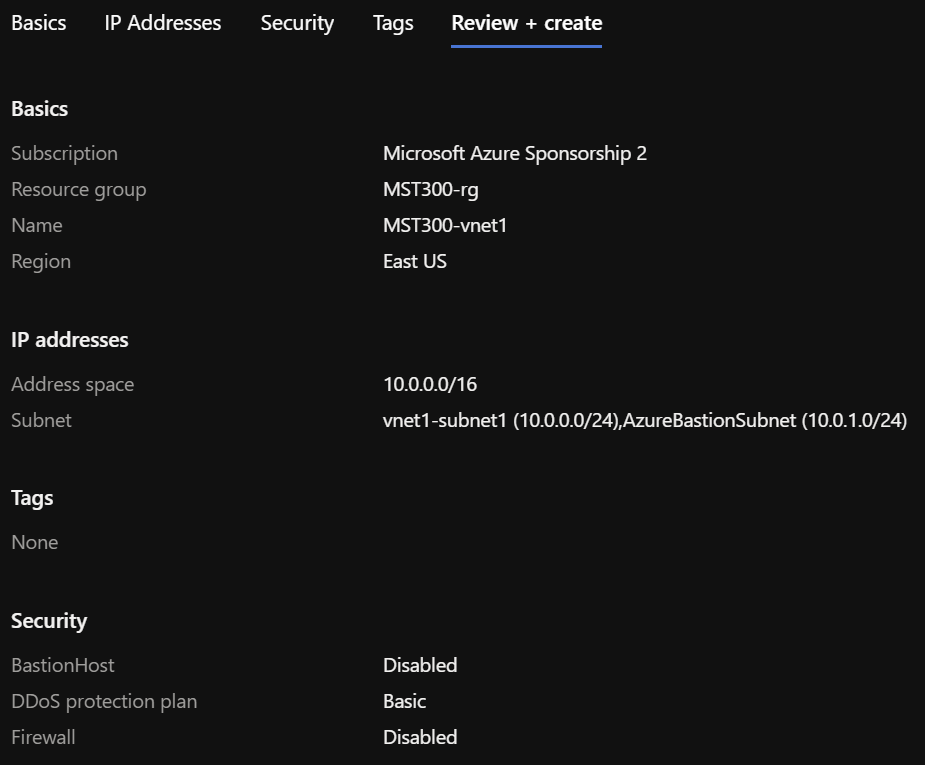 Basics IP Addresses Security Tags Review + create
Basics
Subscription Microsoft Azure Sponsorship 2
Resource group MST300-rg
Name MST300-vnet1
Region East US
IP addresses
Address space 10.0.0.0/16
Subnet vnet1-subnet1 (10.0.0.0/24),AzureBastionSubnet (10.0.1.0/24)
Tags
None
Security
BastionHost Disabled
DDoS protection plan Basic
Firewall Disabled